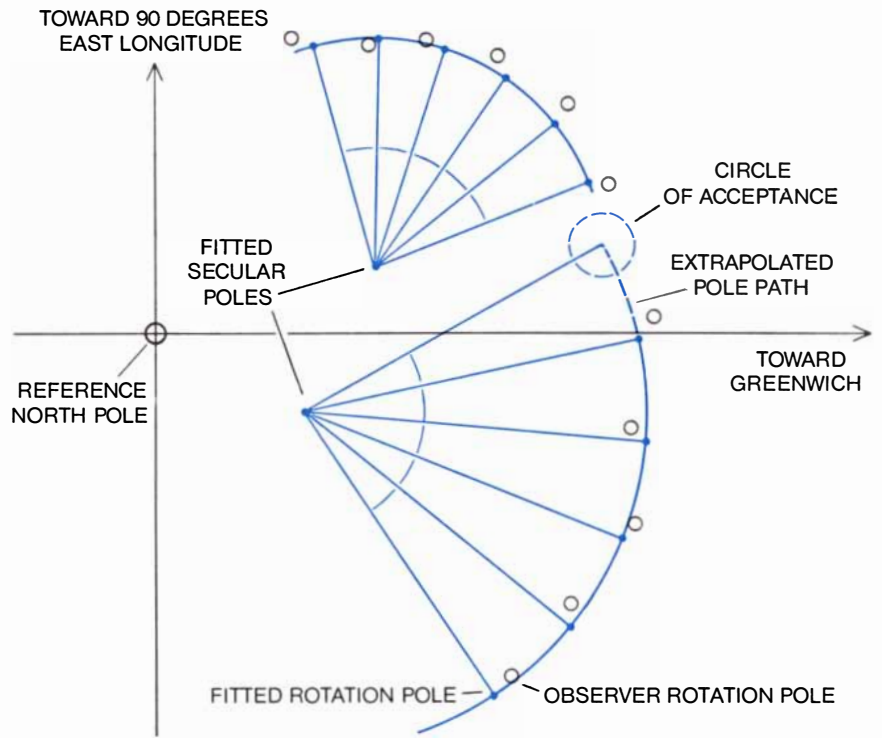 TOWARD 90 DEGREES
EAST LONGITUDE
CIRCLE
OF ACCEPTANCE
FITTED
SECULAR
POLES
EXTRAPOLATED
POLE PATH
REFERENCE
NORTH POLE
TOWARD
GREENWICH
FITTED ROTATION POLE
OBSERVER ROTATION POLE